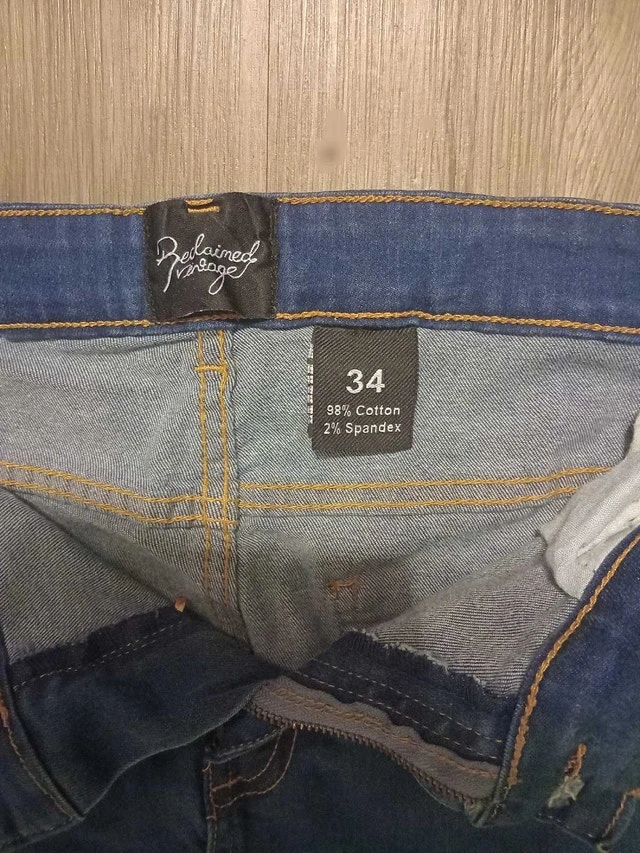 Reclaimed
vintage
34
98% Cotton
2% Spandex